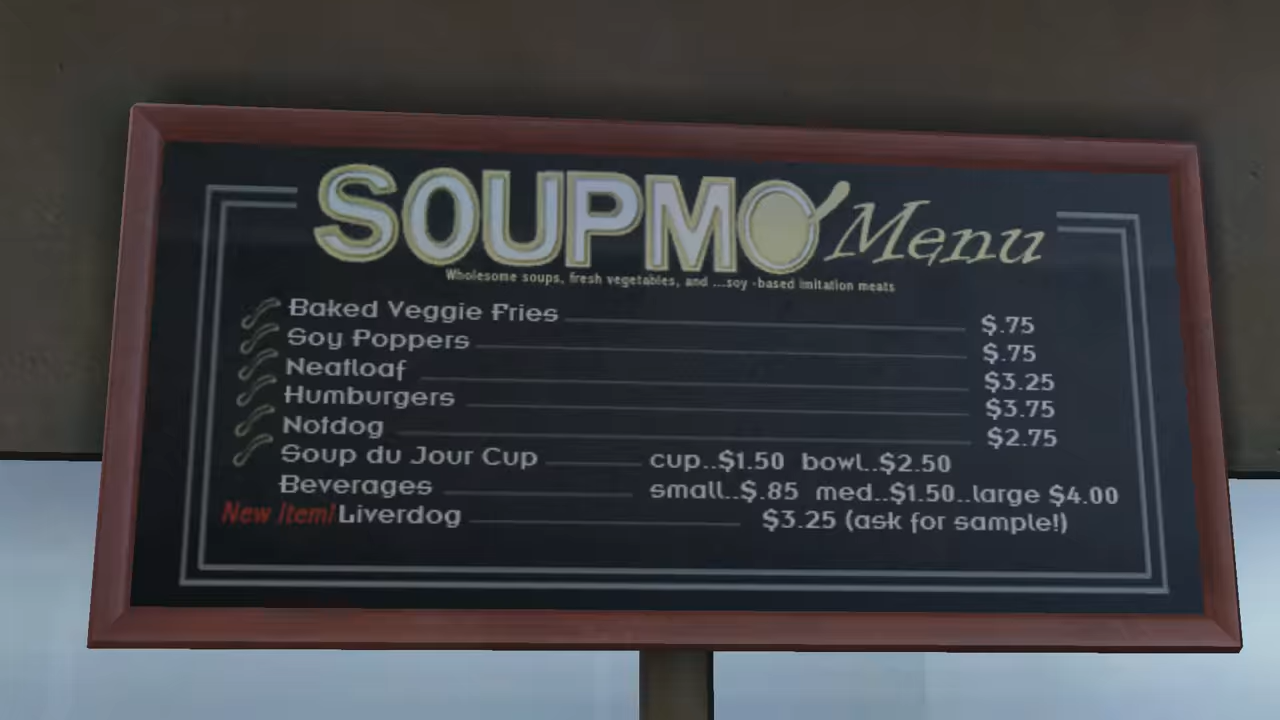 SOUPMO Menu
Wholesome soups, fresh vegetables, and ...soy -based imitation meats
Baked Veggie Fries $.75
Soy Poppers $.75
Neatloaf $3.25
Humburgers $3.75
Notdog $2.75
Soup du Jour Cup cup..$1.50 bowl..$2.50
Beverages small..$.85 med..$1.50..large $4.00
New Item! Liverdog $3.25 (ask for sample!)